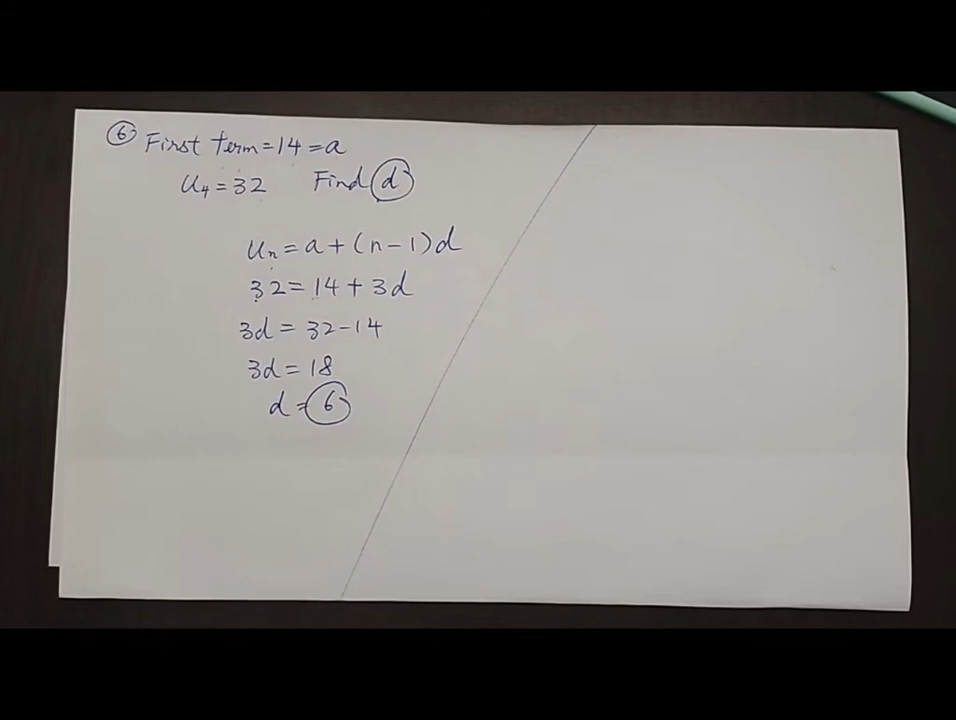 ⑥ First term = 14 = a
U₄ = 32 Find d
Uₙ = a + (n - 1)d
32 = 14 + 3d
3d = 32 - 14
3d = 18
d = 6